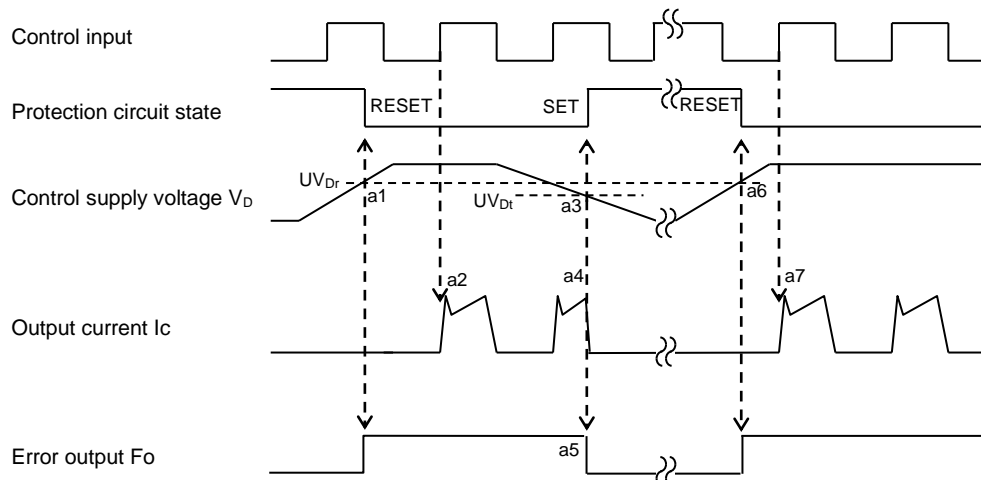 Control input
Protection circuit state
RESET
SET
RESET
Control supply voltage VD
UVDr
a1
UVDt
a3
a6
a2
a4
a7
Output current Ic
a5
Error output Fo